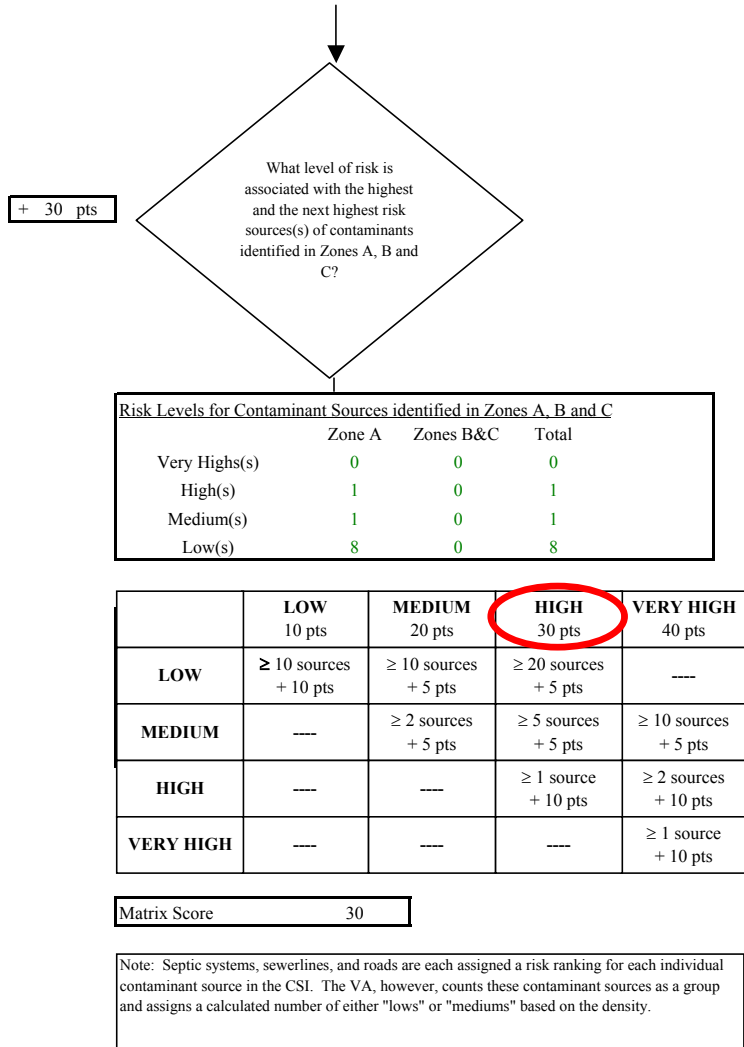 What level of risk is
associated with the highest
and the next highest risk
sources(s) of contaminants
identified in Zones A, B and
C?
+ 30 pts
Risk Levels for Contaminant Sources identified in Zones A, B and C
Zone A Zones B&C Total
Very Highs(s) 0 0 0
High(s) 1 0 1
Medium(s) 1 0 1
Low(s) 8 0 8
LOW MEDIUM HIGH VERY HIGH
10 pts 20 pts 30 pts 40 pts
LOW ≥ 10 sources + 10 pts ≥ 10 sources + 5 pts ≥ 20 sources + 5 pts ----
MEDIUM ---- ≥ 2 sources + 5 pts ≥ 5 sources + 5 pts ≥ 10 sources + 5 pts
HIGH ---- ---- ≥ 1 source + 10 pts ≥ 2 sources + 10 pts
VERY HIGH ---- ---- ---- ≥ 1 source + 10 pts
Matrix Score 30
Note: Septic systems, sewerlines, and roads are each assigned a risk ranking for each individual
contaminant source in the CSI. The VA, however, counts these contaminant sources as a group
and assigns a calculated number of either "lows" or "mediums" based on the density.